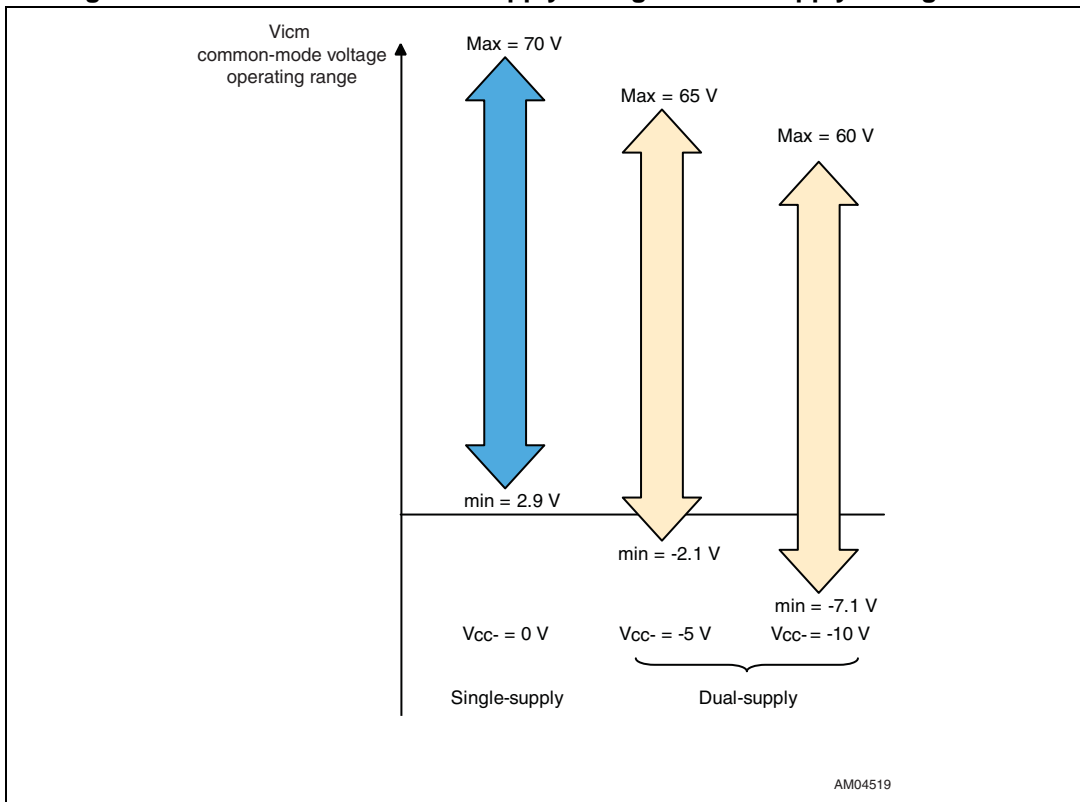 Vicm
common-mode voltage
operating range
Max = 70 V
Max = 65 V
Max = 60 V
min = 2.9 V
min = -2.1 V
min = -7.1 V
Vcc- = 0 V
Vcc- = -5 V
Vcc- = -10 V
Single-supply
Dual-supply
AM04519